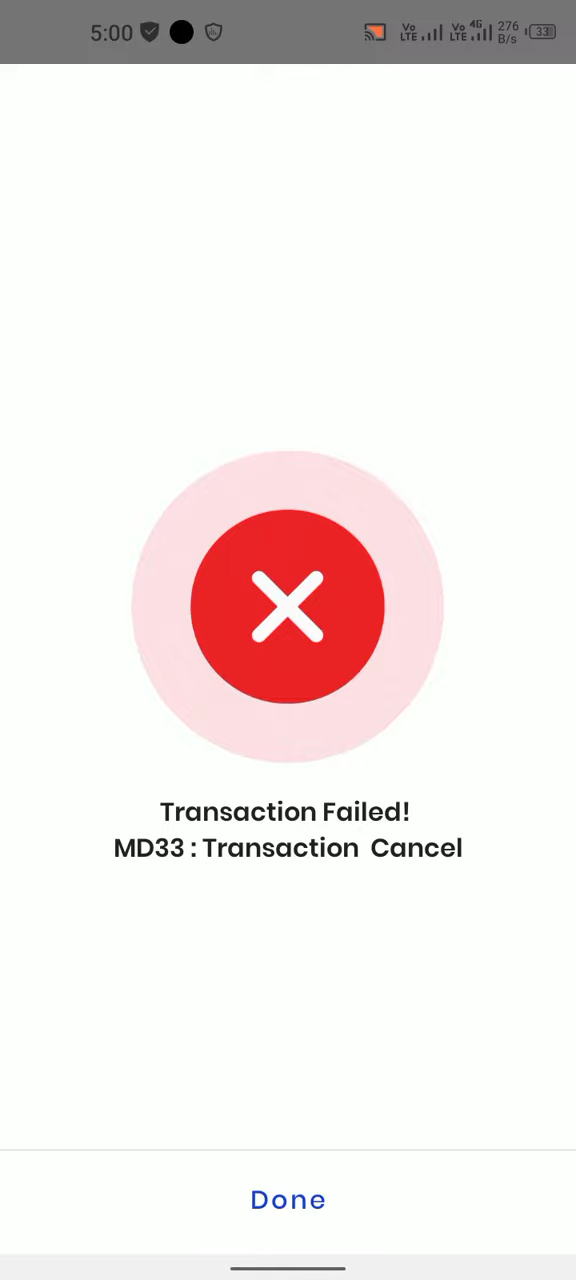 5:00 Vo LTE Vo LTE 4G 276 B/s 33
Transaction Failed!
MD33 : Transaction Cancel
Done